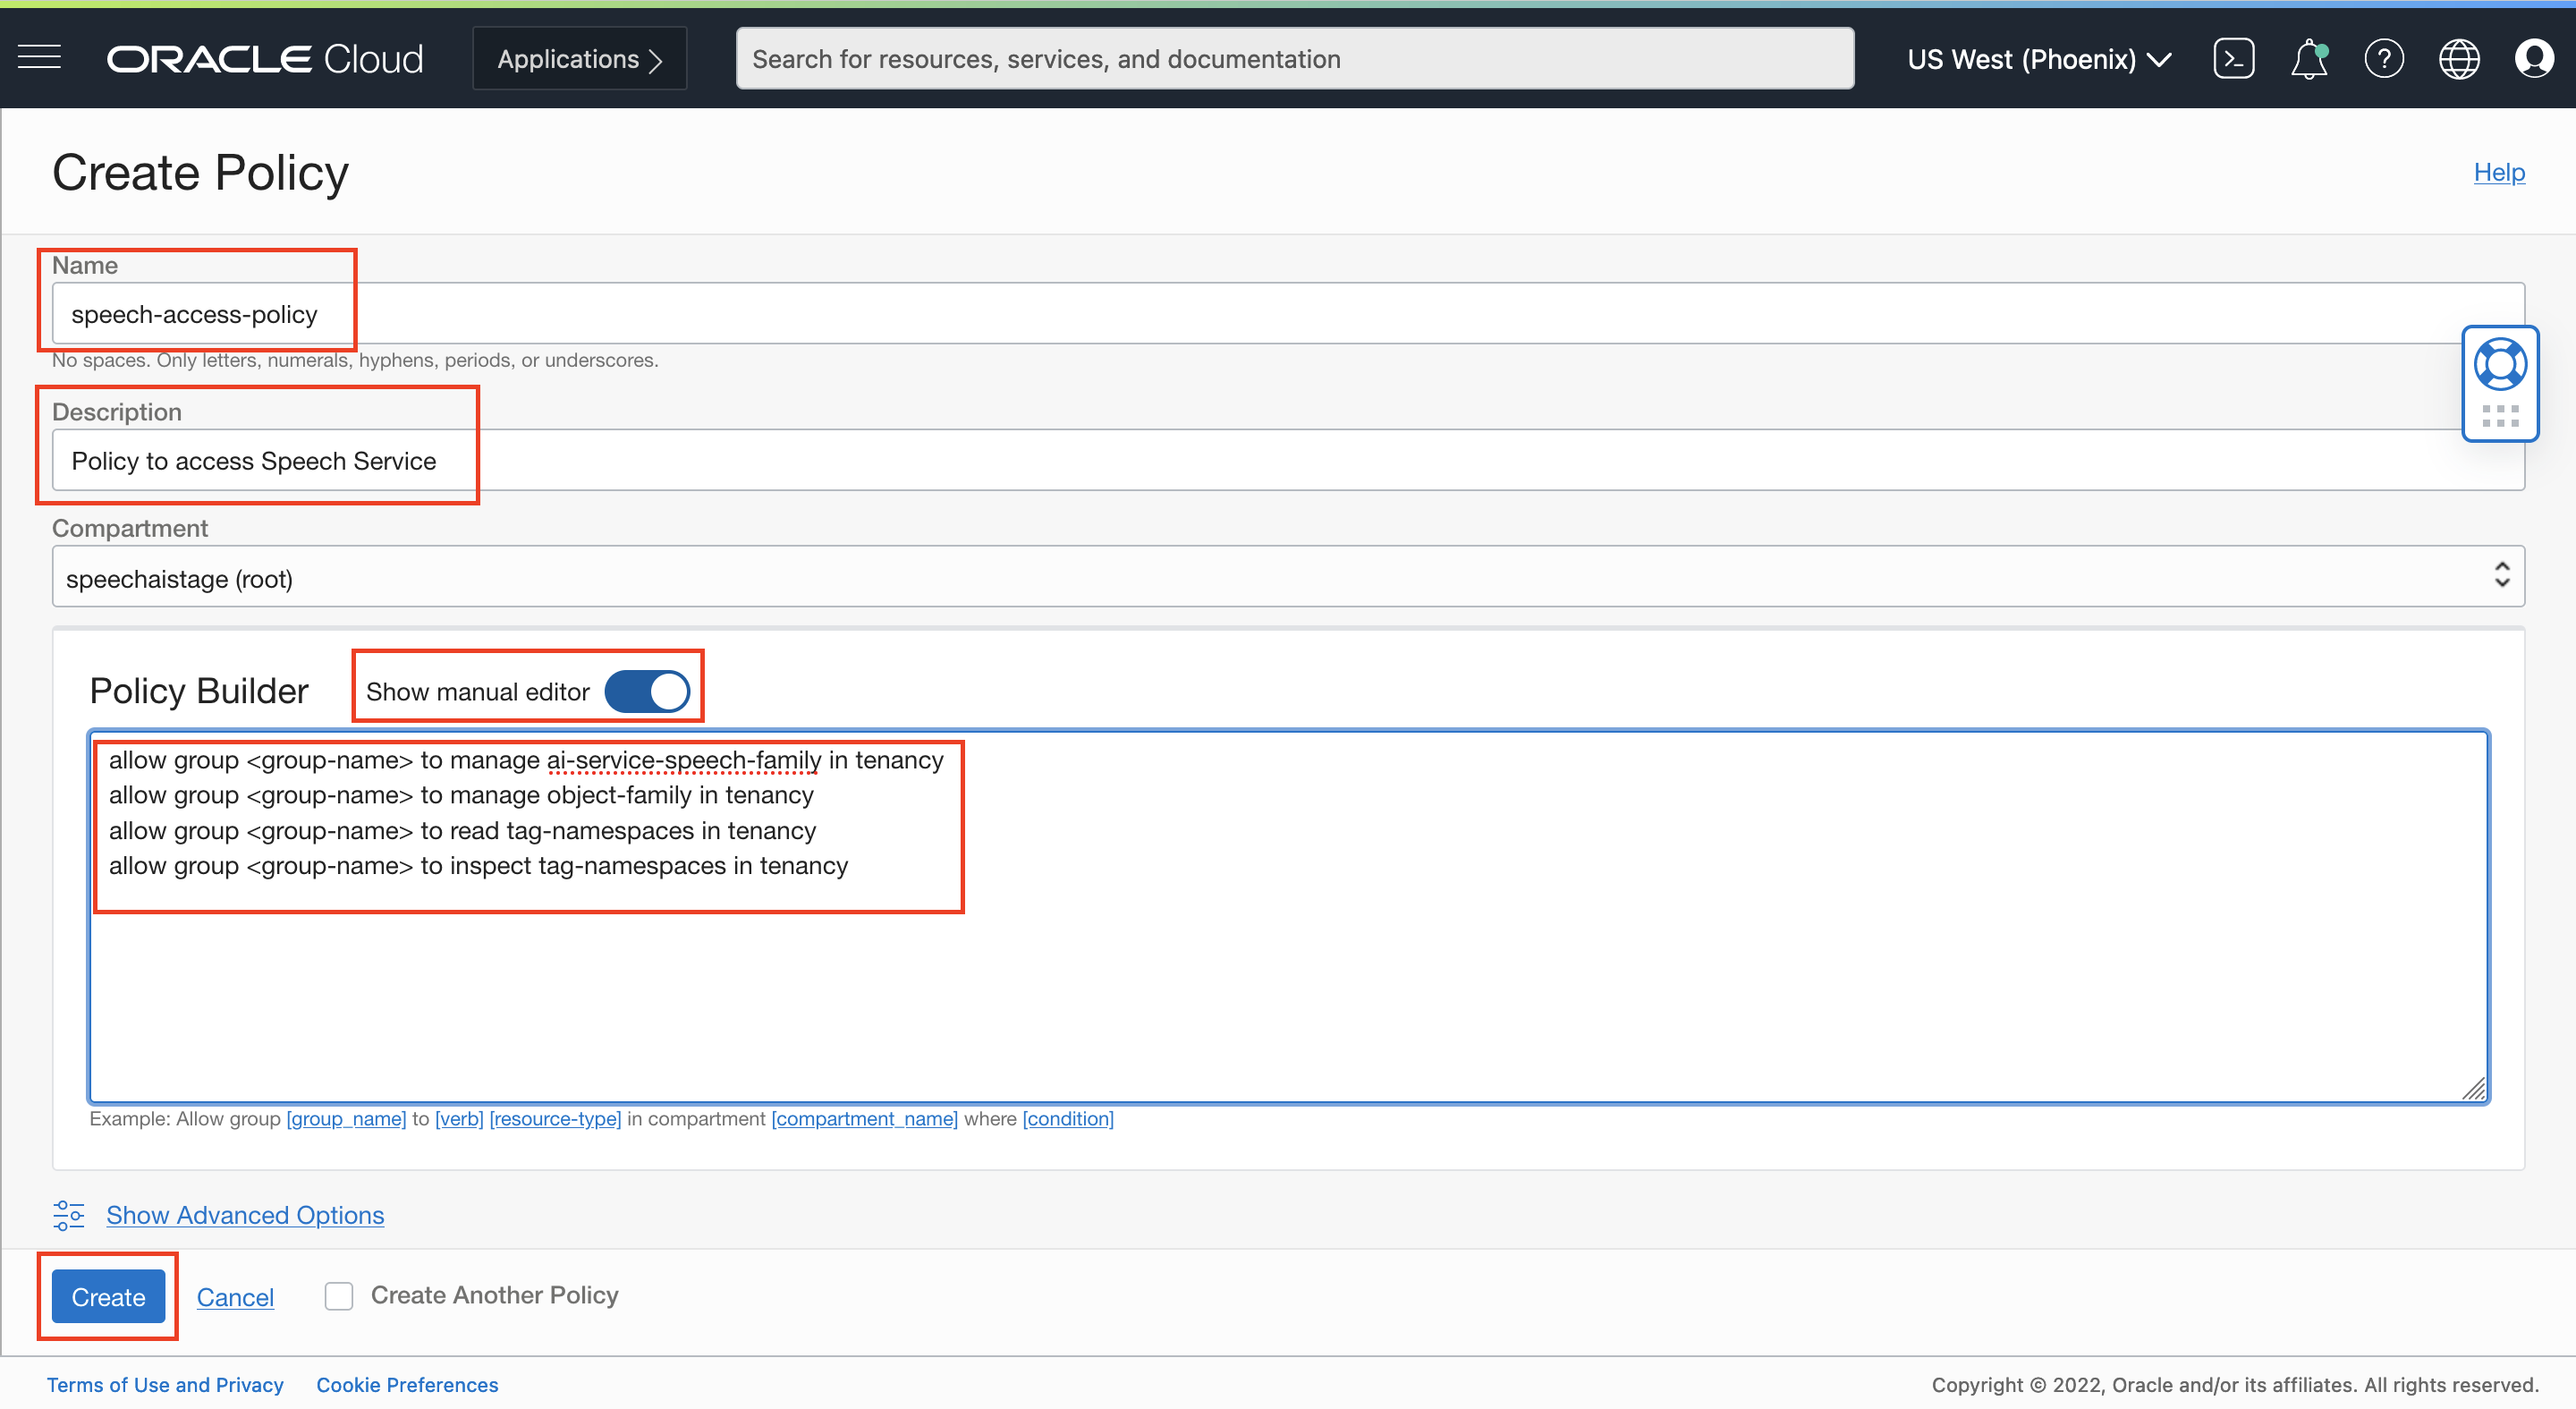 ORACLE Cloud
Applications
Search for resources, services, and documentation
US West (Phoenix)
Create Policy
Help
Name
speech-access-policy
No spaces. Only letters, numerals, hyphens, periods, or underscores.
Description
Policy to access Speech Service
Compartment
speechaistage (root)
Policy Builder
Show manual editor
allow group <group-name> to manage ai-service-speech-family in tenancy
allow group <group-name> to manage object-family in tenancy
allow group <group-name> to read tag-namespaces in tenancy
allow group <group-name> to inspect tag-namespaces in tenancy
Example: Allow group [group_name] to [verb] [resource-type] in compartment [compartment_name] where [condition]
Show Advanced Options
Create
Cancel
Create Another Policy
Terms of Use and Privacy
Cookie Preferences
Copyright © 2022, Oracle and/or its affiliates. All rights reserved.